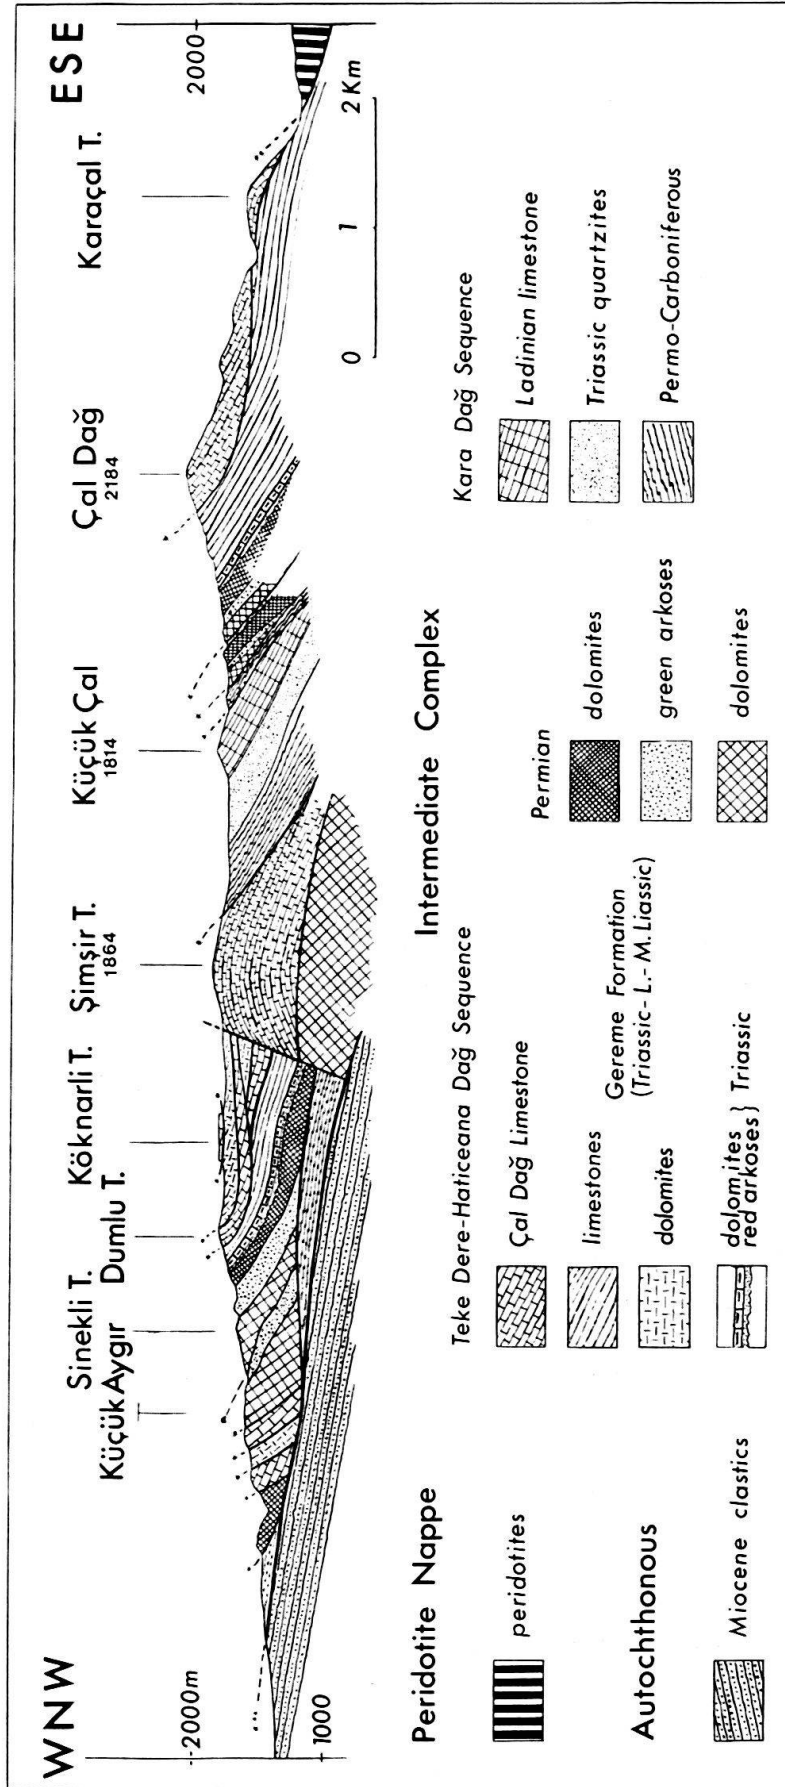 WNW
ESE
Küçük Aygır
Sinekli T.
Dumlu T.
Köknarli T.
Şimşir T.
1864
Küçük Çal
1814
Çal Dağ
2184
Karaçal T.
2000m
1000
2000
0
1
2 Km
Peridotite Nappe
peridotites
Autochthonous
Miocene clastics
Intermediate Complex
Teke Dere-Haticeana Dağ Sequence
Çal Dağ Limestone
limestones
dolomites
Gereme Formation
(Triassic - L.- M. Liassic)
dolomites
red arkoses } Triassic
Permian
dolomites
green arkoses
dolomites
Kara Dağ Sequence
Ladinian limestone
Triassic quartzites
Permo-Carboniferous